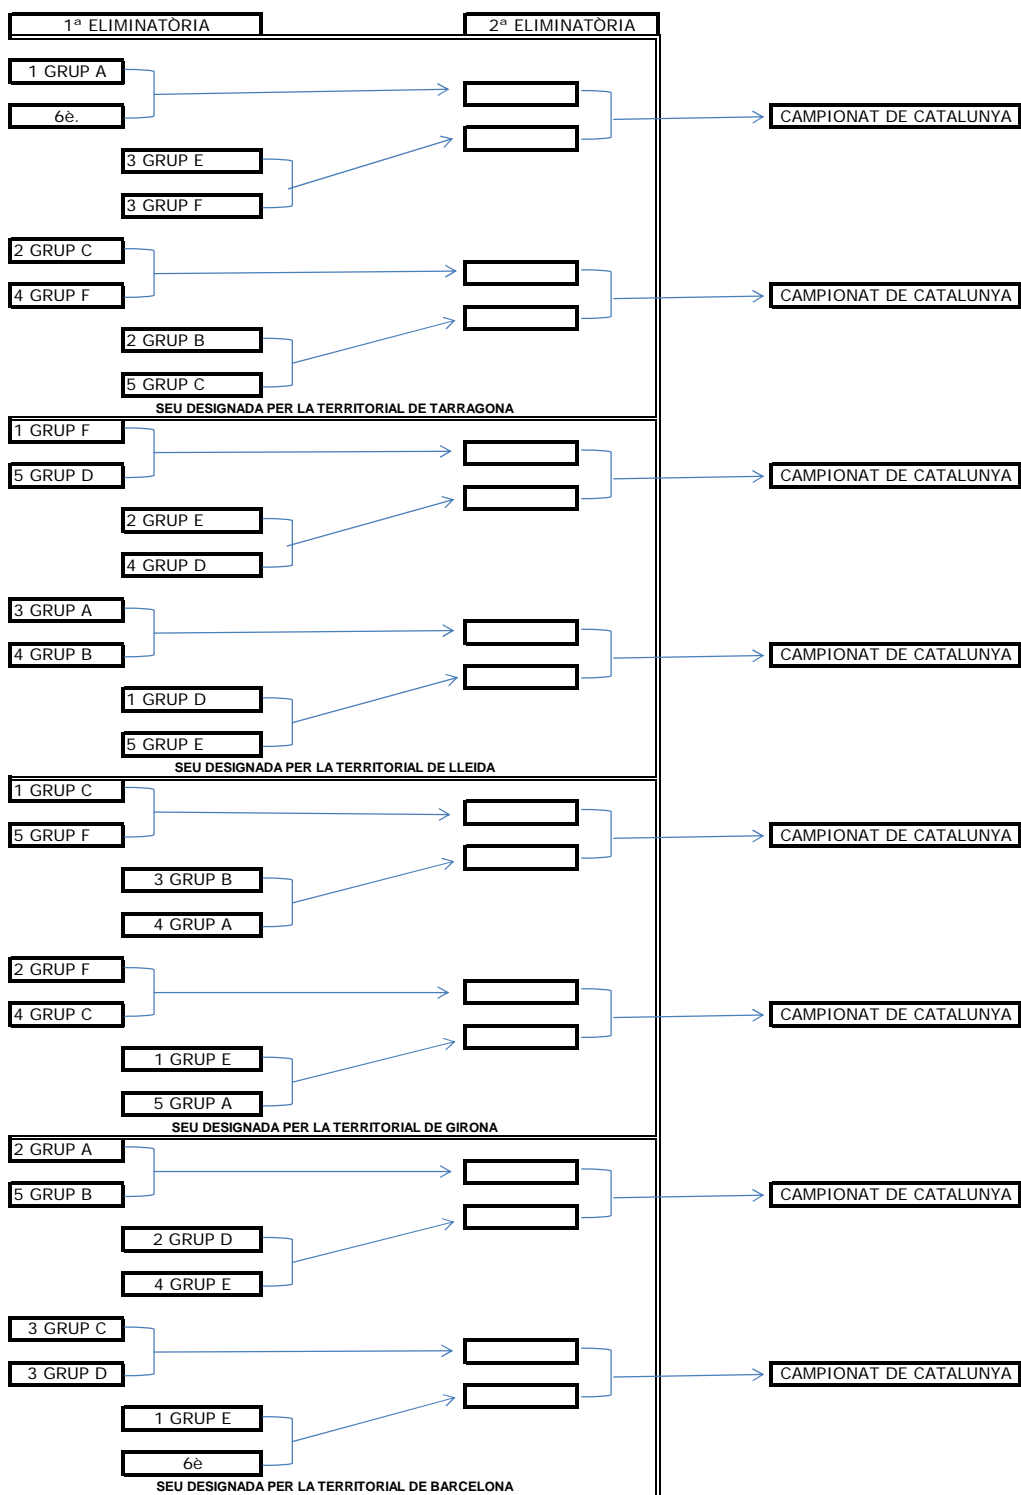 1ª ELIMINATÒRIA
2ª ELIMINATÒRIA
1 GRUP A
6è.
CAMPIONAT DE CATALUNYA
3 GRUP E
3 GRUP F
2 GRUP C
4 GRUP F
CAMPIONAT DE CATALUNYA
2 GRUP B
5 GRUP C
SEU DESIGNADA PER LA TERRITORIAL DE TARRAGONA
1 GRUP F
5 GRUP D
CAMPIONAT DE CATALUNYA
2 GRUP E
4 GRUP D
3 GRUP A
4 GRUP B
CAMPIONAT DE CATALUNYA
1 GRUP D
5 GRUP E
SEU DESIGNADA PER LA TERRITORIAL DE LLEIDA
1 GRUP C
5 GRUP F
CAMPIONAT DE CATALUNYA
3 GRUP B
4 GRUP A
2 GRUP F
4 GRUP C
CAMPIONAT DE CATALUNYA
1 GRUP E
5 GRUP A
SEU DESIGNADA PER LA TERRITORIAL DE GIRONA
2 GRUP A
5 GRUP B
CAMPIONAT DE CATALUNYA
2 GRUP D
4 GRUP E
3 GRUP C
3 GRUP D
CAMPIONAT DE CATALUNYA
1 GRUP E
6è
SEU DESIGNADA PER LA TERRITORIAL DE BARCELONA